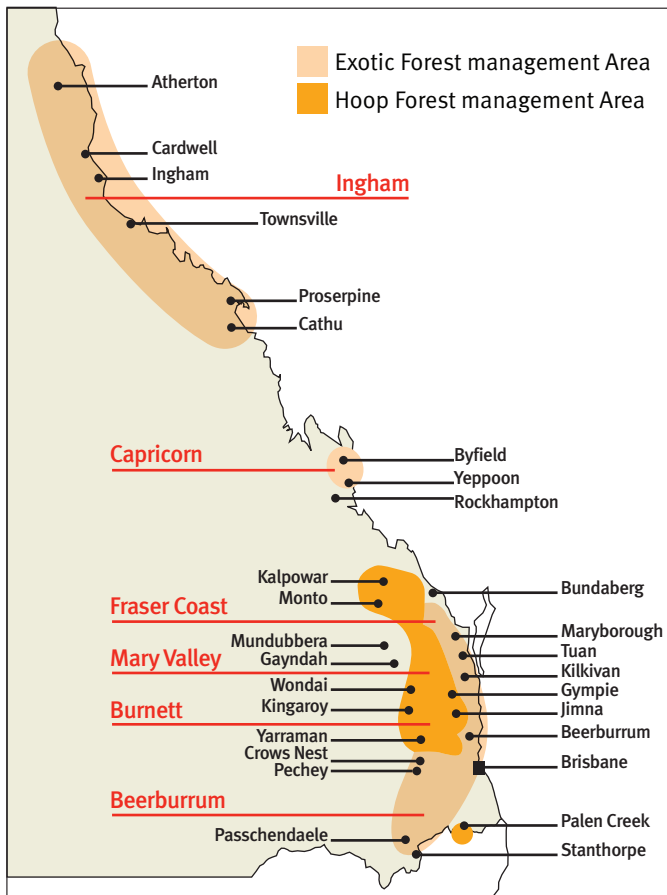 Exotic Forest management Area
Hoop Forest management Area
Atherton
Cardwell
Ingham
Ingham
Townsville
Proserpine
Cathu
Capricorn
Byfield
Yeppoon
Rockhampton
Kalpowar
Monto
Bundaberg
Fraser Coast
Maryborough
Mundubbera
Tuan
Mary Valley
Gayndah
Kilkivan
Wondai
Gympie
Burnett
Kingaroy
Jimna
Yarraman
Beerburrum
Crows Nest
Pechey
Brisbane
Beerburrum
Palen Creek
Passchendaele
Stanthorpe